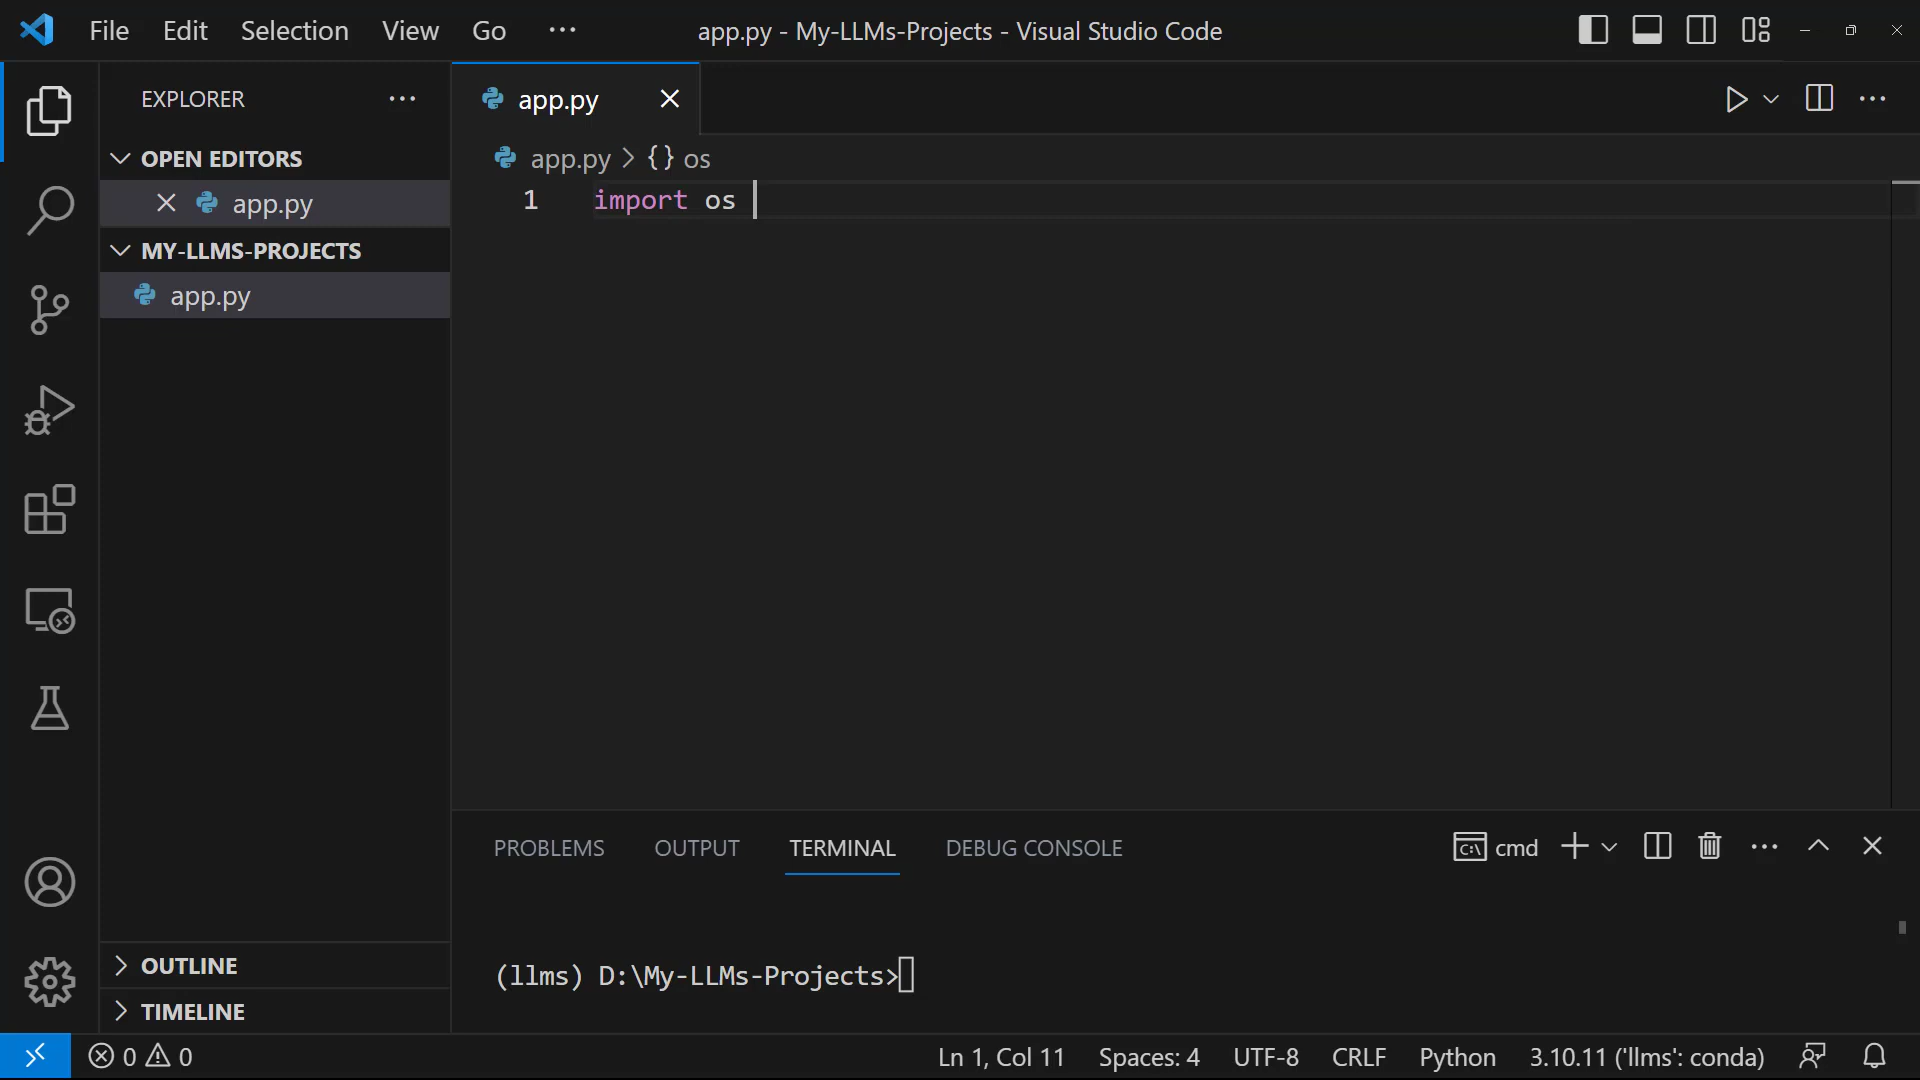 File Edit Selection View Go ··· app.py - My-LLMs-Projects - Visual Studio Code
EXPLORER ···
OPEN EDITORS
app.py
MY-LLMS-PROJECTS
app.py
OUTLINE
TIMELINE
app.py
app.py > {} os
1 import os
PROBLEMS OUTPUT TERMINAL DEBUG CONSOLE cmd
(llms) D:\My-LLMs-Projects>
0 0 Ln 1, Col 11 Spaces: 4 UTF-8 CRLF Python 3.10.11 ('llms': conda)